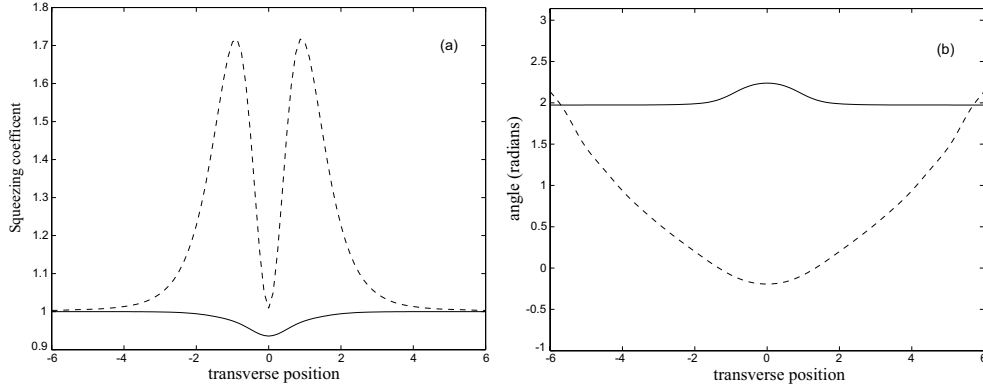 1.8
1.7
1.6
1.5
1.4
1.3
1.2
1.1
1
0.9
Squeezing coefficent
(a)
-6 -4 -2 0 2 4 6
transverse position
3
2.5
2
1.5
1
0.5
0
-0.5
-1
angle (radians)
(b)
-6 -4 -2 0 2 4 6
transverse position